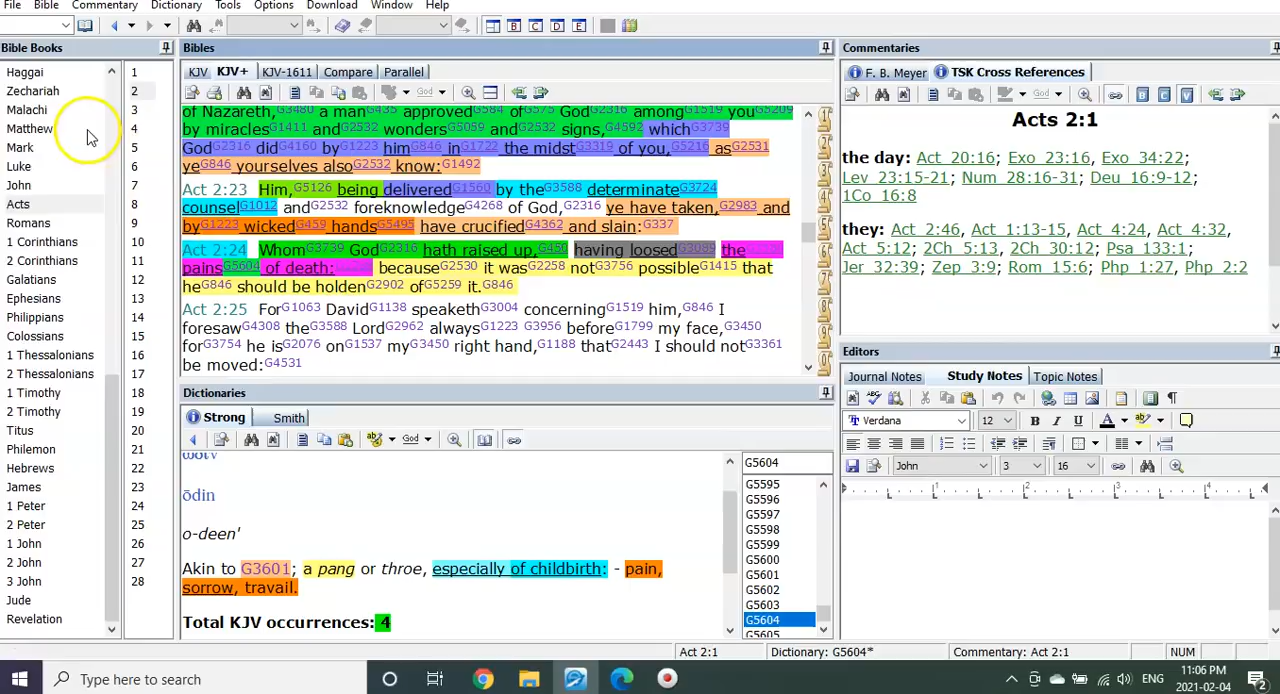 File Bible Commentary Dictionary Tools Options Download Window Help
Bible Books
Haggai
Zechariah
Malachi
Matthew
Mark
Luke
John
Acts
Romans
1 Corinthians
2 Corinthians
Galatians
Ephesians
Philippians
Colossians
1 Thessalonians
2 Thessalonians
1 Timothy
2 Timothy
Titus
Philemon
Hebrews
James
1 Peter
2 Peter
1 John
2 John
3 John
Jude
Revelation
1
2
3
4
5
6
7
8
9
10
11
12
13
14
15
16
17
18
19
20
21
22
23
24
25
26
27
28
Bibles
KJV KJV+ KJV-1611 Compare Parallel
of Nazareth,G3480 a manG435 approvedG584 ofG575 GodG2316 amongG1519 youG5209
by miraclesG1411 andG2532 wondersG5059 andG2532 signs,G4592 whichG3739
GodG2316 didG4160 byG1223 himG846 inG1722 the midstG3319 of you,G5216 asG2531
yeG846 yourselves alsoG2532 know:G1492
Act 2:23 Him,G5126 being deliveredG1560 by theG3588 determinateG3724
counselG1012 andG2532 foreknowledgeG4268 of God,G2316 ye have taken,G2983 and
byG1223 wickedG459 handsG5495 have crucifiedG4362 and slain:G337
Act 2:24 WhomG3739 GodG2316 hath raised up,G450 having loosedG3089 the
painsG5604 of death: becauseG2530 it wasG2258 notG3756 possibleG1415 that
heG846 should be holdenG2902 ofG5259 it.G846
Act 2:25 ForG1063 DavidG1138 speakethG3004 concerningG1519 him,G846 I
foresawG4308 theG3588 LordG2962 alwaysG1223 G3956 beforeG1799 my face,G3450
forG3754 he isG2076 onG1537 myG3450 right hand,G1188 thatG2443 I should notG3361
be moved:G4531
Dictionaries
Strong Smith
God
ōdin
o-deen'
Akin to G3601; a pang or throe, especially of childbirth: - pain,
sorrow, travail.
Total KJV occurrences: 4
G5604
G5595
G5596
G5597
G5598
G5599
G5600
G5601
G5602
G5603
G5604
G5605
Commentaries
F. B. Meyer TSK Cross References
God
Acts 2:1
the day: Act 20:16; Exo 23:16, Exo 34:22;
Lev 23:15-21; Num 28:16-31; Deu 16:9-12;
1Co 16:8
they: Act 2:46, Act 1:13-15, Act 4:24, Act 4:32,
Act 5:12; 2Ch 5:13, 2Ch 30:12; Psa 133:1;
Jer 32:39; Zep 3:9; Rom 15:6; Php 1:27, Php 2:2
Editors
Journal Notes Study Notes Topic Notes
Verdana 12 B I U A
John 3 16
1 2 3 4
Act 2:1 Dictionary: G5604* Commentary: Act 2:1 NUM
Type here to search
ENG
11:06 PM
2021-02-04
2